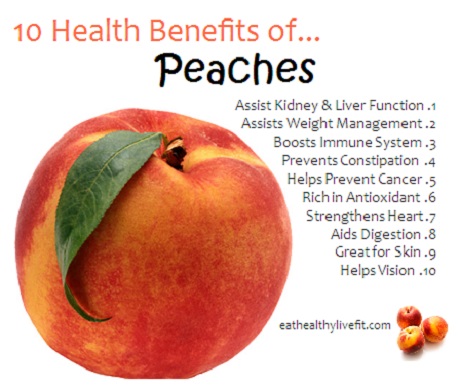 10 Health Benefits of...
Peaches
Assist Kidney & Liver Function .1
Assists Weight Management .2
Boosts Immune System .3
Prevents Constipation .4
Helps Prevent Cancer .5
Rich in Antioxidant .6
Strengthens Heart .7
Aids Digestion .8
Great for Skin .9
Helps Vision .10
eathealthylivefit.com